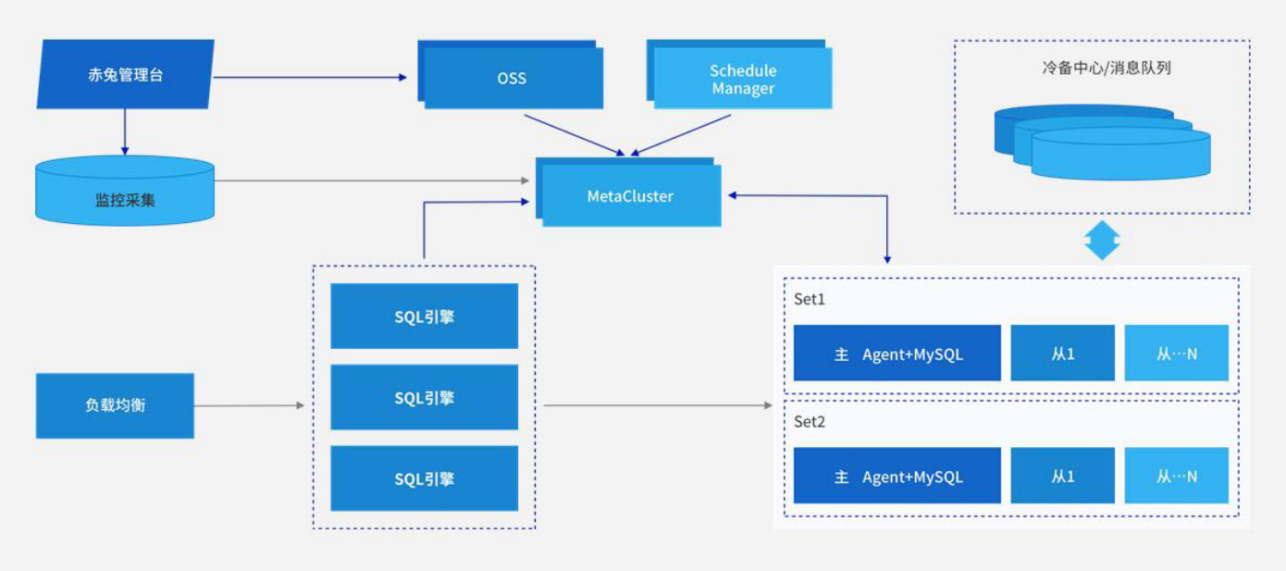 赤兔管理台
OSS
Schedule
Manager
冷备中心/消息队列
监控采集
MetaCluster
SQL引擎
SQL引擎
SQL引擎
负载均衡
Set1
主 Agent+MySQL
从1
从…N
Set2
主 Agent+MySQL
从1
从…N